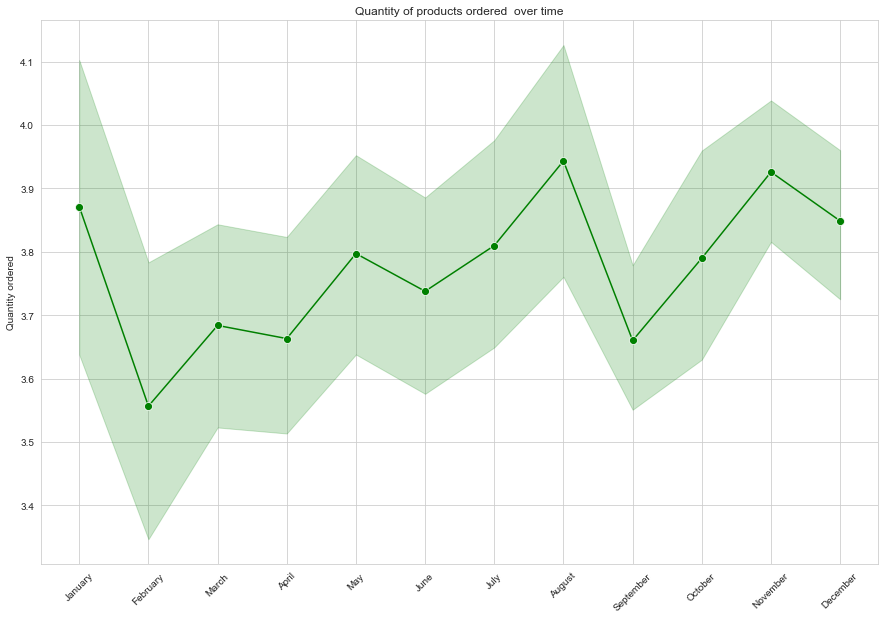 Quantity of products ordered  over time
Quantity ordered
4.1
4.0
3.9
3.8
3.7
3.6
3.5
3.4
January
February
March
April
May
June
July
August
September
October
November
December